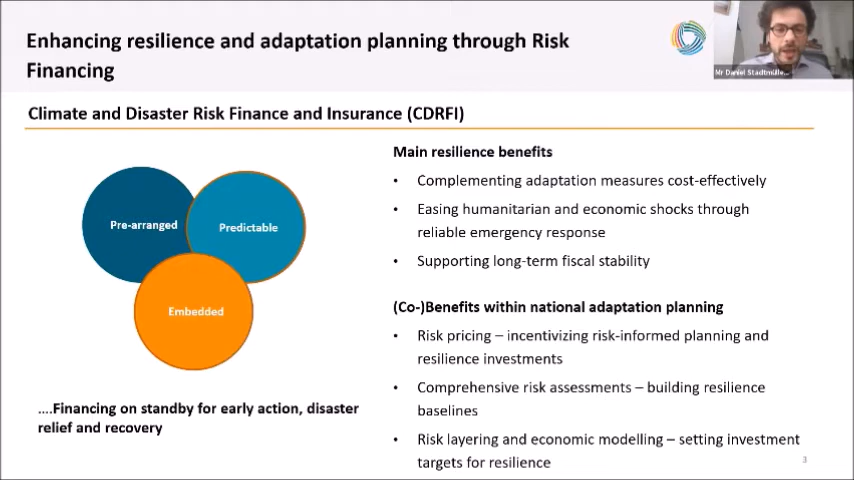 Enhancing resilience and adaptation planning through Risk
Financing
Mr Daniel Stadtmülle...
Climate and Disaster Risk Finance and Insurance (CDRFI)
Pre-arranged
Predictable
Embedded
....Financing on standby for early action, disaster
relief and recovery
Main resilience benefits
• Complementing adaptation measures cost-effectively
• Easing humanitarian and economic shocks through
reliable emergency response
• Supporting long-term fiscal stability
(Co-)Benefits within national adaptation planning
• Risk pricing – incentivizing risk-informed planning and
resilience investments
• Comprehensive risk assessments – building resilience
baselines
• Risk layering and economic modelling – setting investment
targets for resilience
3